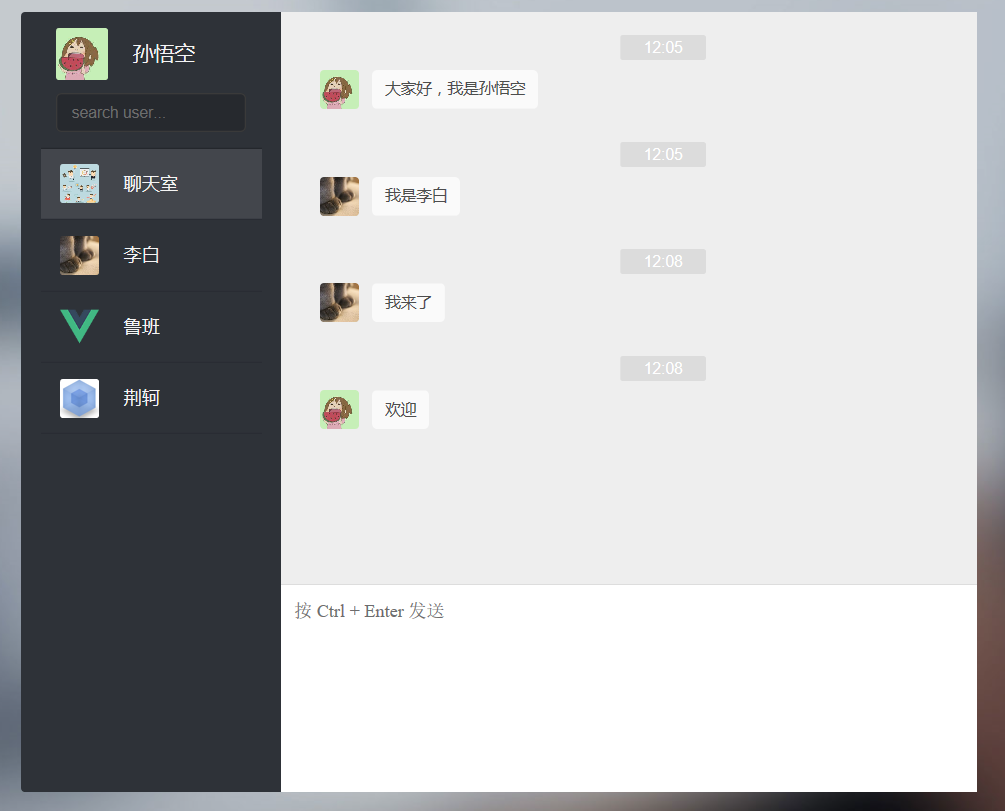 孙悟空
search user...
聊天室
李白
鲁班
荆轲
12:05
大家好，我是孙悟空
12:05
我是李白
12:08
我来了
12:08
欢迎
按 Ctrl + Enter 发送